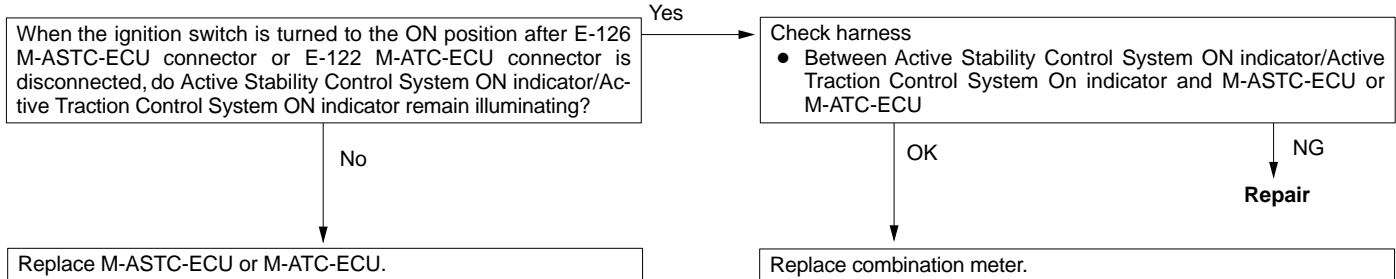 When the ignition switch is turned to the ON position after E-126
M-ASTC-ECU connector or E-122 M-ATC-ECU connector is
disconnected, do Active Stability Control System ON indicator/Ac-
tive Traction Control System ON indicator remain illuminating?
Yes
Check harness
● Between Active Stability Control System ON indicator/Active
Traction Control System On indicator and M-ASTC-ECU or
M-ATC-ECU
No
OK
NG
Repair
Replace M-ASTC-ECU or M-ATC-ECU.
Replace combination meter.